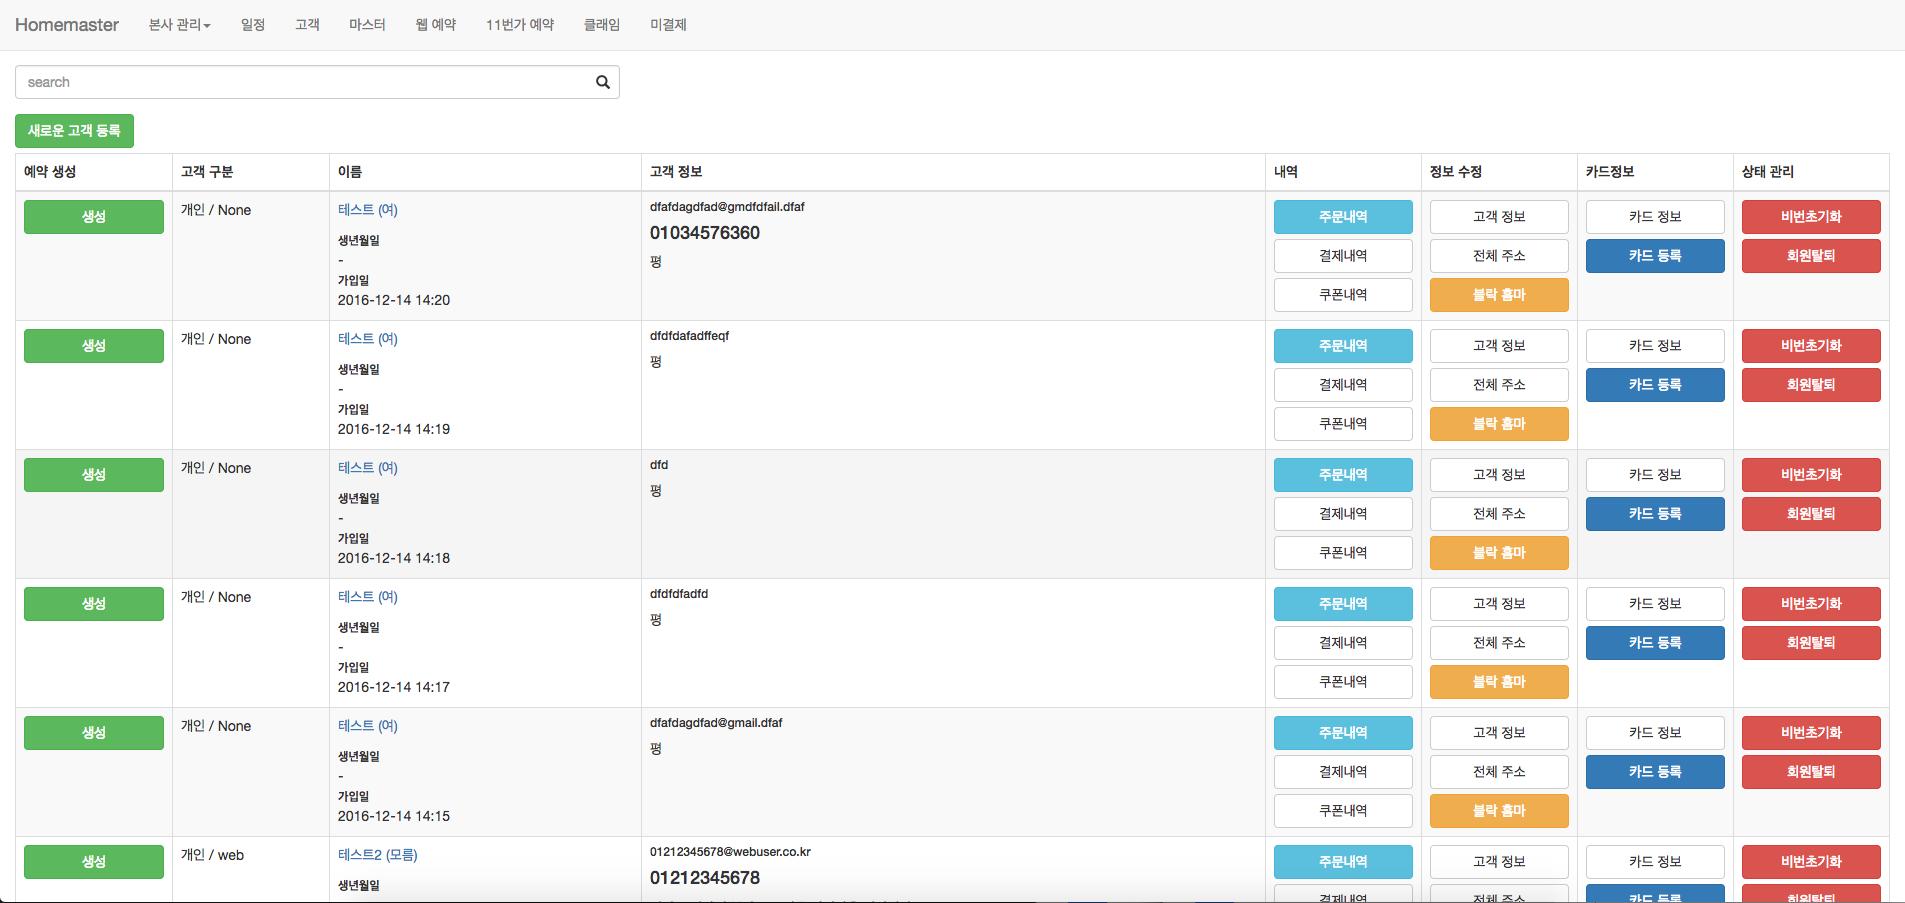 Homemaster 본사 관리 일정 고객 마스터 웹 예약 11번가 예약 클래임 미결제
search
새로운 고객 등록
예약 생성 고객 구분 이름 고객 정보 내역 정보 수정 카드정보 상태 관리
생성 개인 / None 테스트 (여) dfafdagdfad@gmdfdfail.dfaf 주문내역 고객 정보 카드 정보 비번초기화
생년월일 01034576360 결제내역 전체 주소 카드 등록 회원탈퇴
-
평
가입일 쿠폰내역 블락 홈마
2016-12-14 14:20
생성 개인 / None 테스트 (여) dfdfdafadffeqf 주문내역 고객 정보 카드 정보 비번초기화
생년월일 평 결제내역 전체 주소 카드 등록 회원탈퇴
-
가입일 쿠폰내역 블락 홈마
2016-12-14 14:19
생성 개인 / None 테스트 (여) dfd 주문내역 고객 정보 카드 정보 비번초기화
생년월일 평 결제내역 전체 주소 카드 등록 회원탈퇴
-
가입일 쿠폰내역 블락 홈마
2016-12-14 14:18
생성 개인 / None 테스트 (여) dfdfdfadfd 주문내역 고객 정보 카드 정보 비번초기화
생년월일 평 결제내역 전체 주소 카드 등록 회원탈퇴
-
가입일 쿠폰내역 블락 홈마
2016-12-14 14:17
생성 개인 / None 테스트 (여) dfafdagdfad@gmail.dfaf 주문내역 고객 정보 카드 정보 비번초기화
생년월일 평 결제내역 전체 주소 카드 등록 회원탈퇴
-
가입일 쿠폰내역 블락 홈마
2016-12-14 14:15
생성 개인 / web 테스트2 (모름) 01212345678@webuser.co.kr 주문내역 고객 정보 카드 정보 비번초기화
생년월일 01212345678 결제내역 전체 주소 카드 등록 회원탈퇴